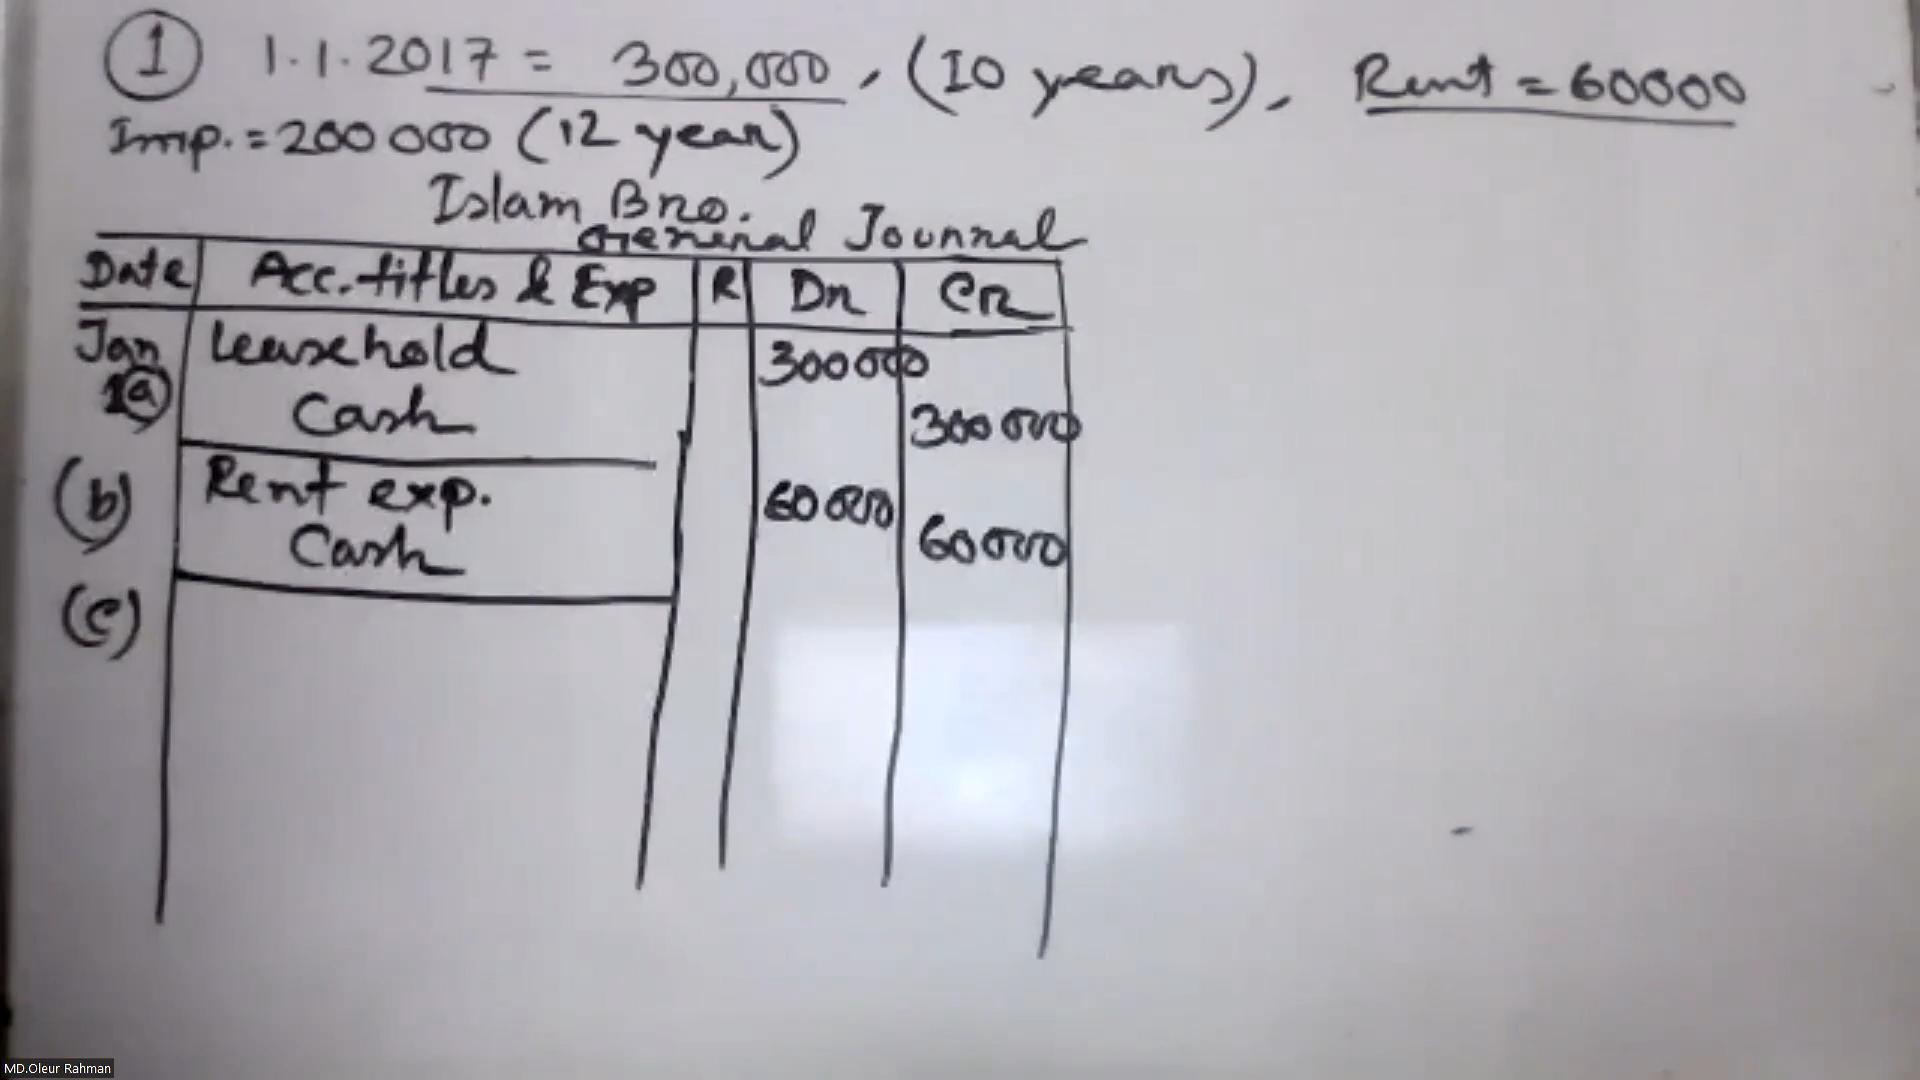 1 1.1.2017 = 300,000, (10 years), Rent = 60000
Imp. = 200000 (12 year)
Islam Bro.
General Journal
Date Acc. titles & Exp R Dr Cr
Jan Leasehold 300000
1(a) Cash 300000
(b) Rent exp. 60000
Cash 60000
(c)
MD.Oleur Rahman